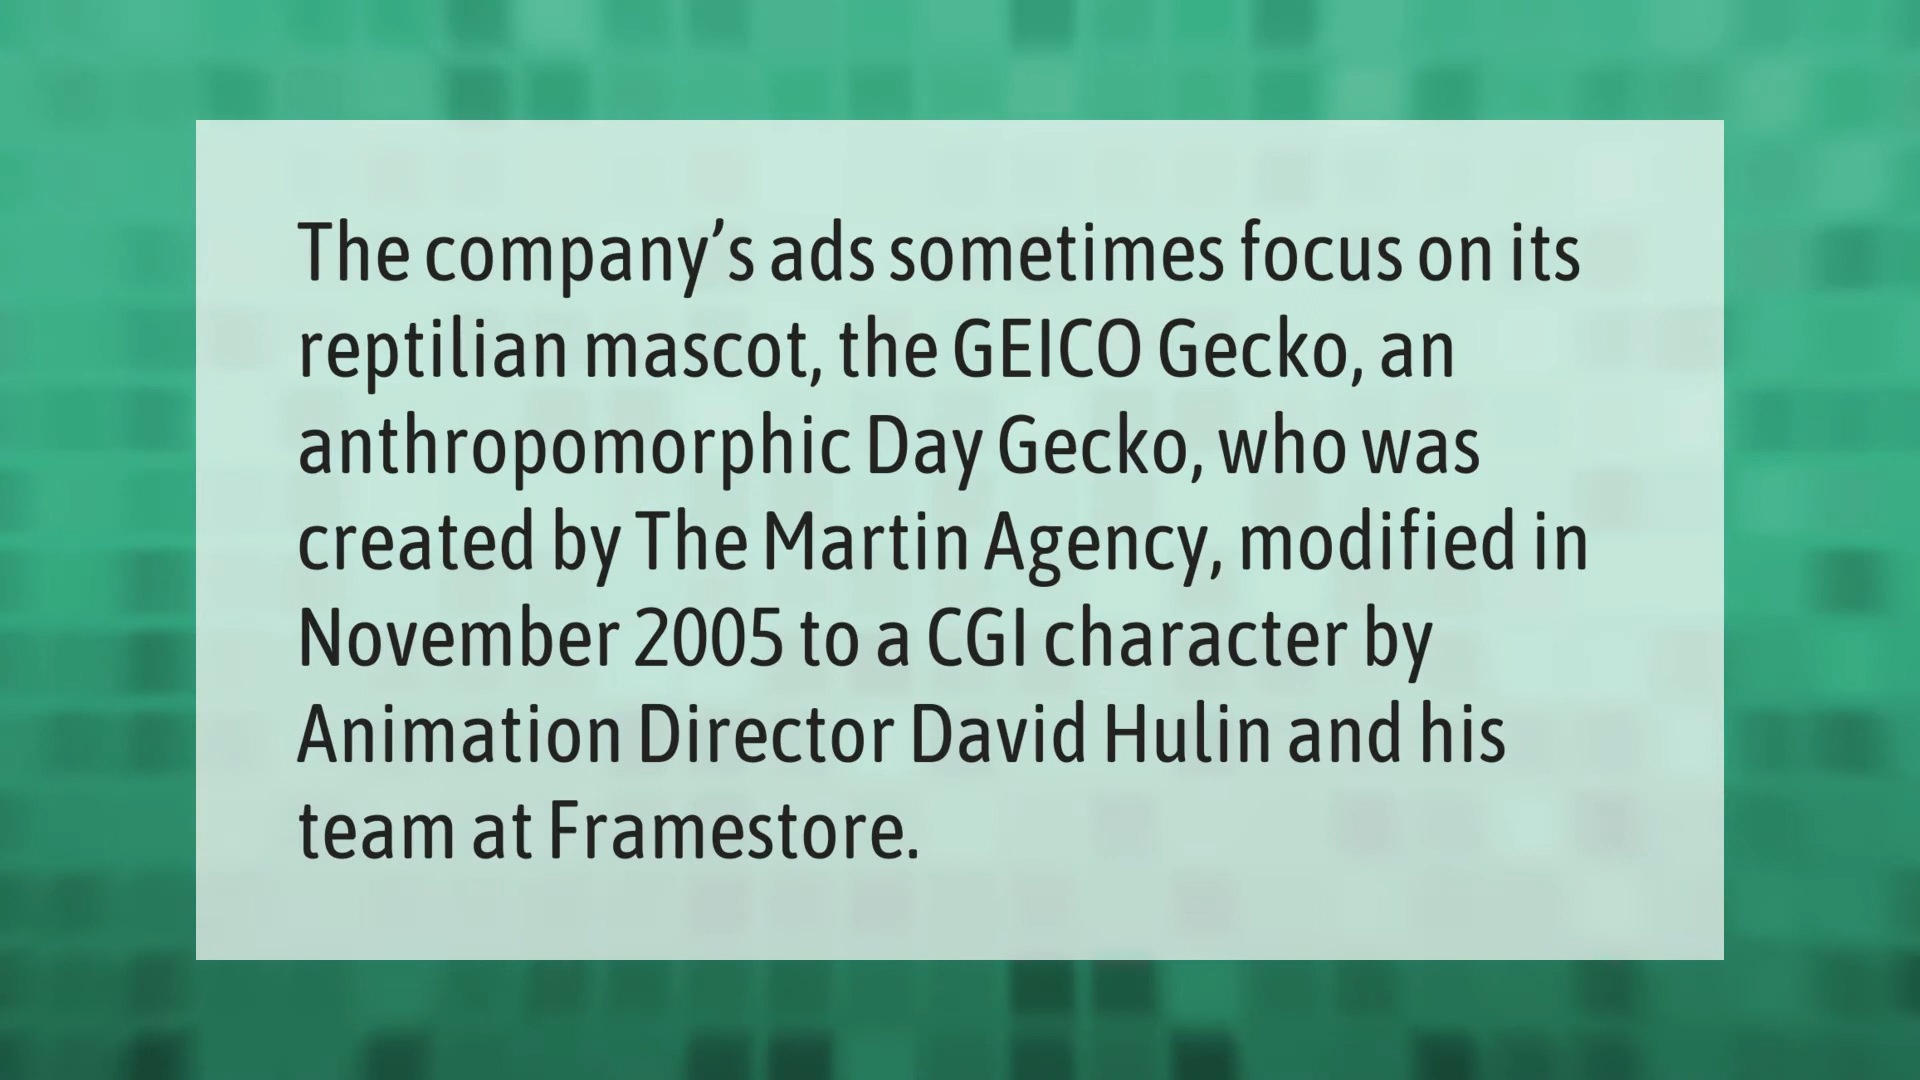 The company’s ads sometimes focus on its
reptilian mascot, the GEICO Gecko, an
anthropomorphic Day Gecko, who was
created by The Martin Agency, modified in
November 2005 to a CGI character by
Animation Director David Hulin and his
team at Framestore.